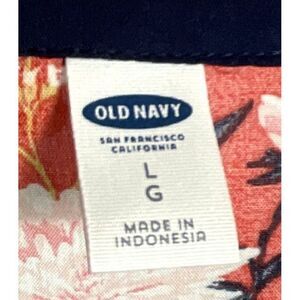 OLD NAVY
SAN FRANCISCO
CALIFORNIA
L
G
MADE IN
INDONESIA